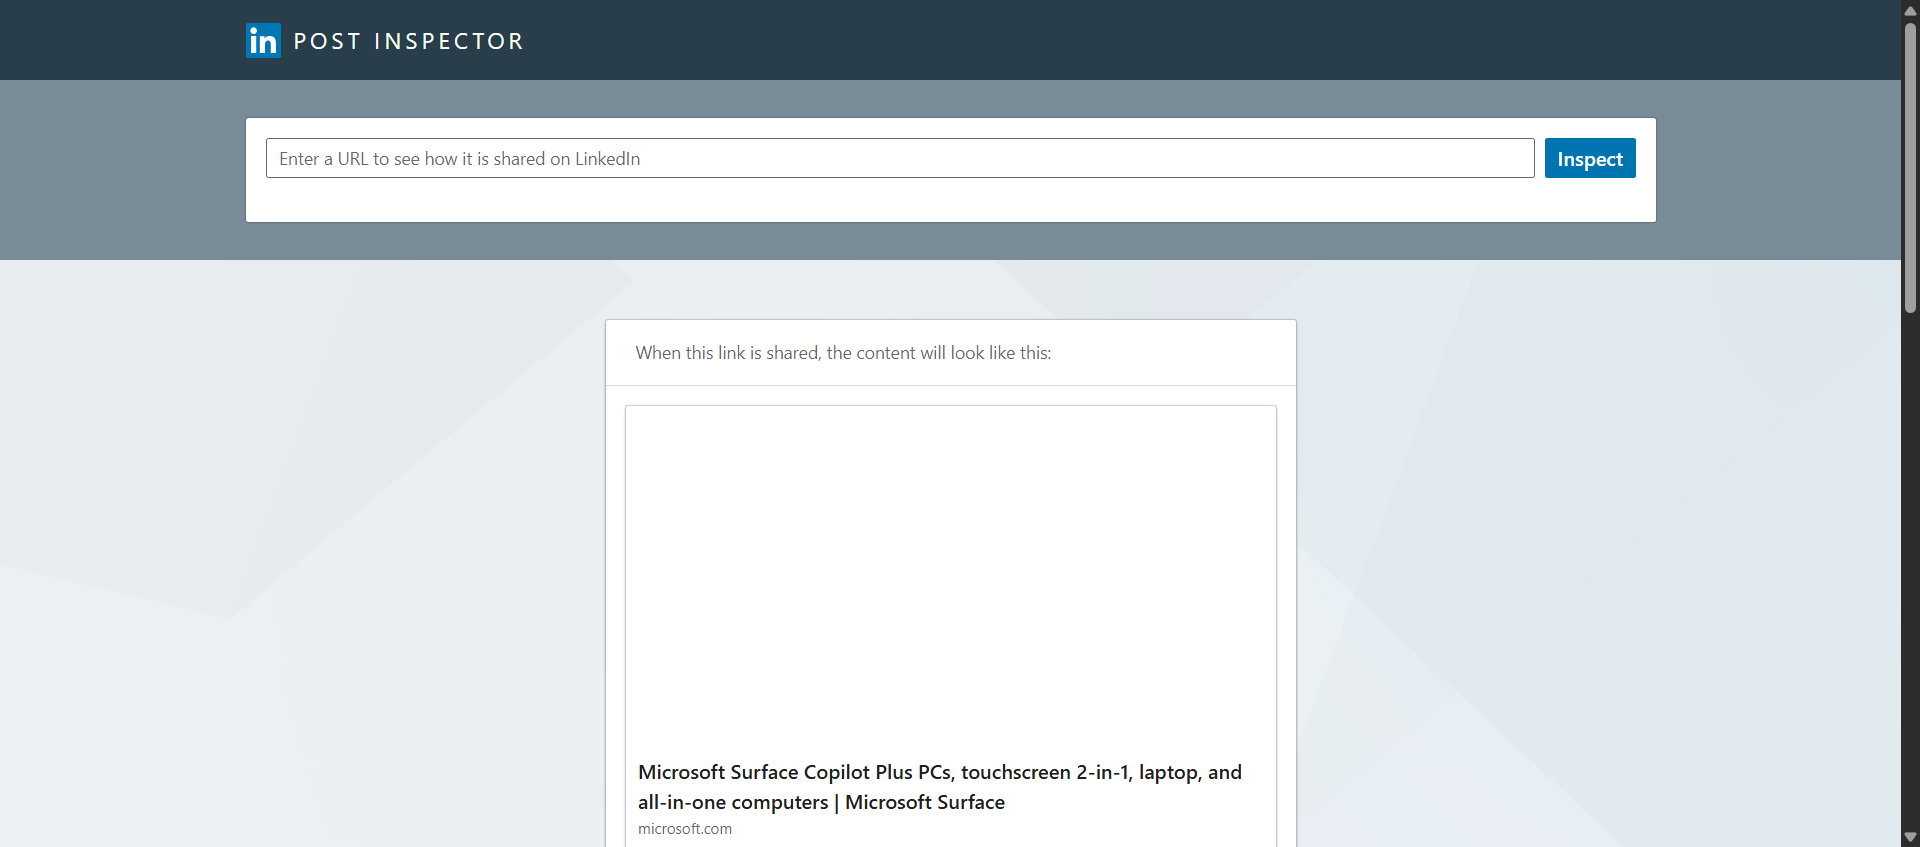 in POST INSPECTOR
Enter a URL to see how it is shared on LinkedIn
Inspect
When this link is shared, the content will look like this:
Microsoft Surface Copilot Plus PCs, touchscreen 2-in-1, laptop, and
all-in-one computers | Microsoft Surface
microsoft.com